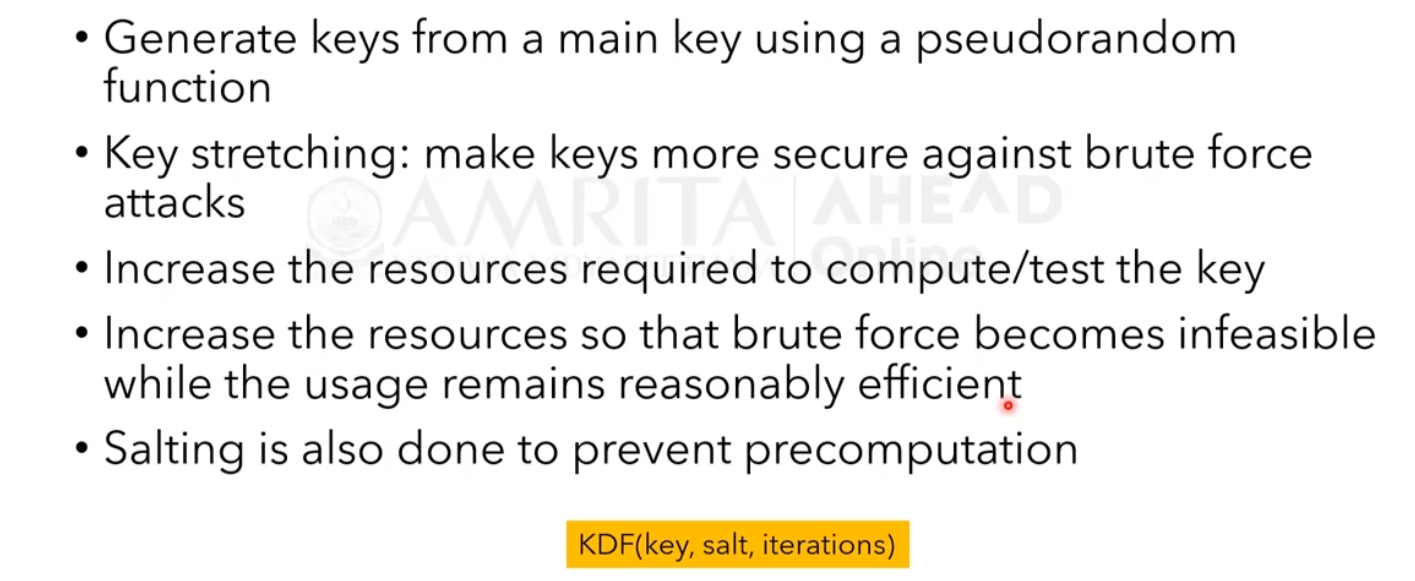 • Generate keys from a main key using a pseudorandom
function
• Key stretching: make keys more secure against brute force
attacks
AMRITA AHEAD
Online
• Increase the resources required to compute/test the key
• Increase the resources so that brute force becomes infeasible
while the usage remains reasonably efficient
• Salting is also done to prevent precomputation
KDF(key, salt, iterations)